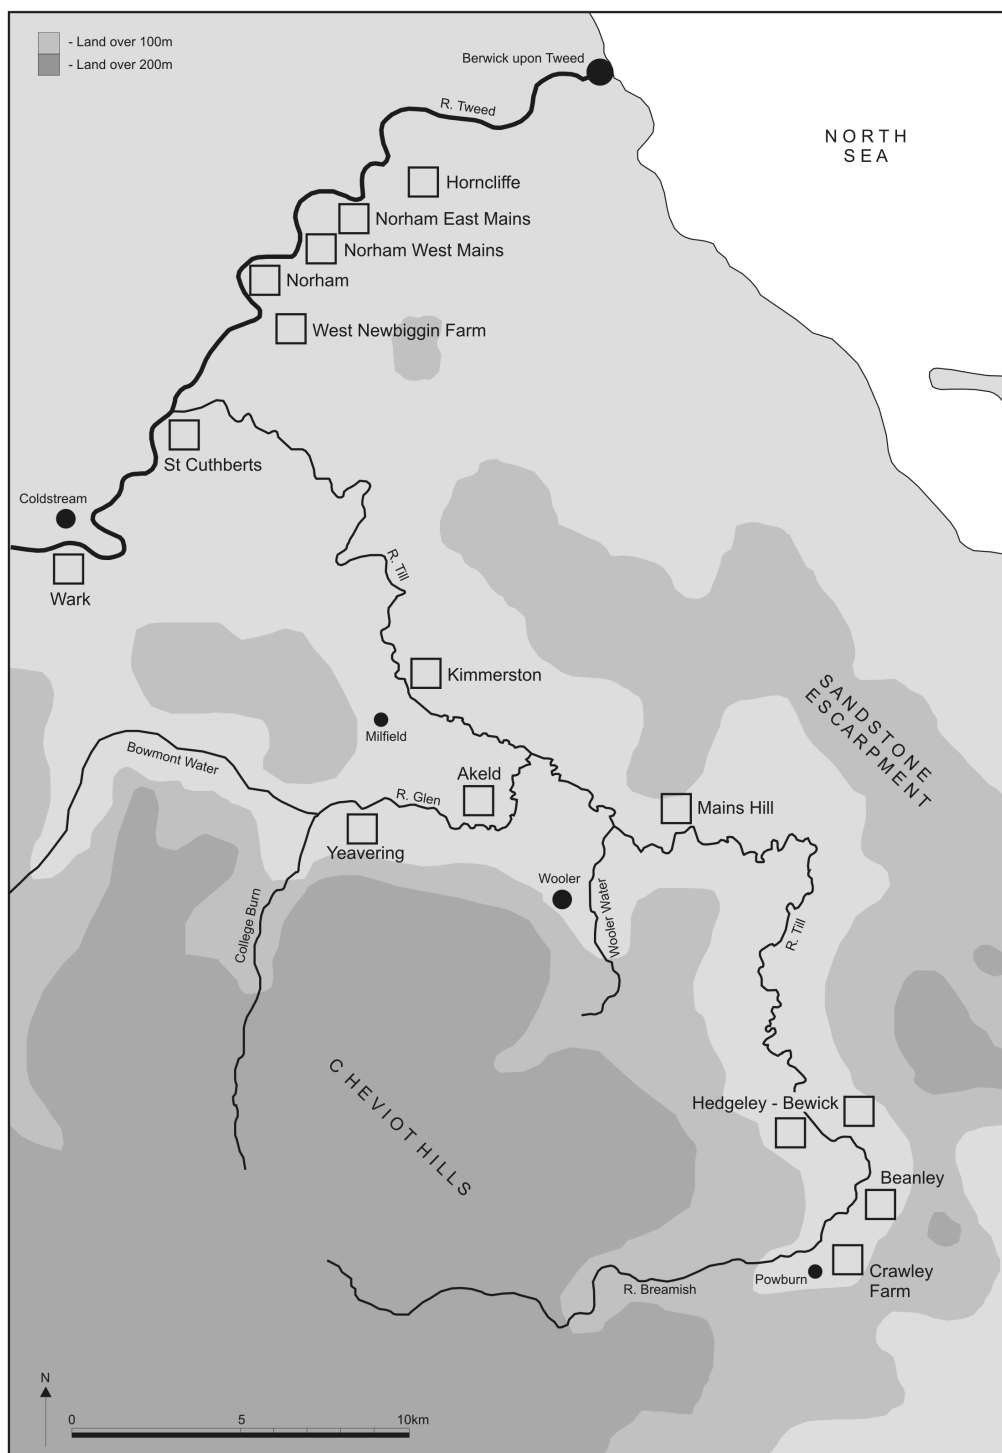 - Land over 100m
- Land over 200m
Berwick upon Tweed
R. Tweed
NORTH
SEA
Horncliffe
Norham East Mains
Norham West Mains
Norham
West Newbiggin Farm
St Cuthberts
Coldstream
R. Till
Wark
Kimmerston
SANDSTONE
ESCARPMENT
Milfield
Bowmont Water
Akeld
R. Glen
Mains Hill
Yeavering
Wooler
Wooler Water
College Burn
R. Till
CHEVIOT HILLS
Hedgeley - Bewick
Beanley
Powburn
Crawley
Farm
R. Breamish
N
0 5 10km